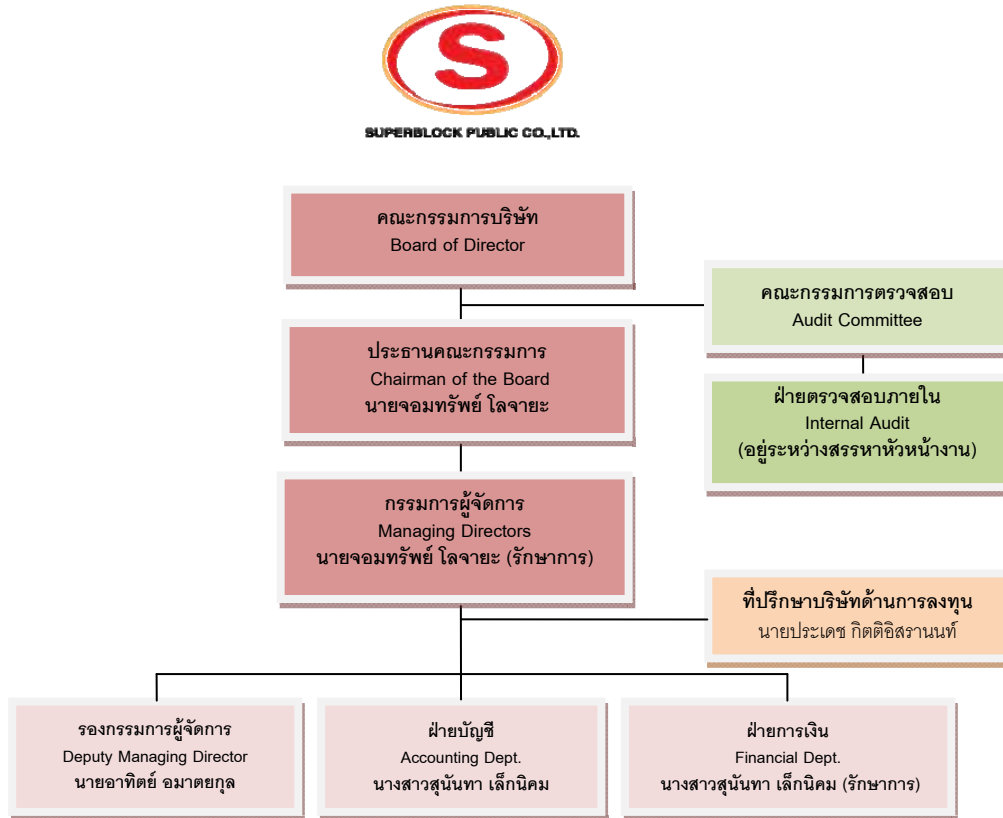 S
SUPERBLOCK PUBLIC CO.,LTD.
คณะกรรมการบริษัท
Board of Director
คณะกรรมการตรวจสอบ
Audit Committee
ประธานคณะกรรมการ
Chairman of the Board
นายจอมทรัพย์ โลจายะ
ฝ่ายตรวจสอบภายใน
Internal Audit
(อยู่ระหว่างสรรหาหัวหน้างาน)
กรรมการผู้จัดการ
Managing Directors
นายจอมทรัพย์ โลจายะ (รักษาการ)
ที่ปรึกษาบริษัทด้านการลงทุน
นายประเดช กิตติอิสรานนท์
รองกรรมการผู้จัดการ
Deputy Managing Director
นายอาทิตย์ อมาตยกุล
ฝ่ายบัญชี
Accounting Dept.
นางสาวสุนันทา เล็กนิคม
ฝ่ายการเงิน
Financial Dept.
นางสาวสุนันทา เล็กนิคม (รักษาการ)